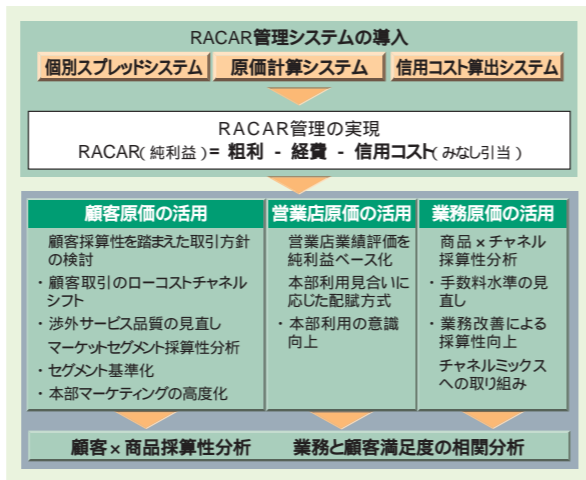 RACAR管理システムの導入
個別スプレッドシステム 原価計算システム 信用コスト算出システム
RACAR管理の実現
RACAR(純利益)= 粗利 - 経費 - 信用コスト(みなし引当)
顧客原価の活用
顧客採算性を踏まえた取引方針
の検討
・顧客取引のローコストチャネル
シフト
・渉外サービス品質の見直し
マーケットセグメント採算性分析
・セグメント基準化
・本部マーケティングの高度化
営業店原価の活用
営業店業績評価を
純利益ベース化
本部利用見合いに
応じた配賦方式
・本部利用の意識
向上
業務原価の活用
商品×チャネル
採算性分析
・手数料水準の見
直し
・業務改善による
採算性向上
チャネルミックス
への取り組み
顧客×商品採算性分析 業務と顧客満足度の相関分析